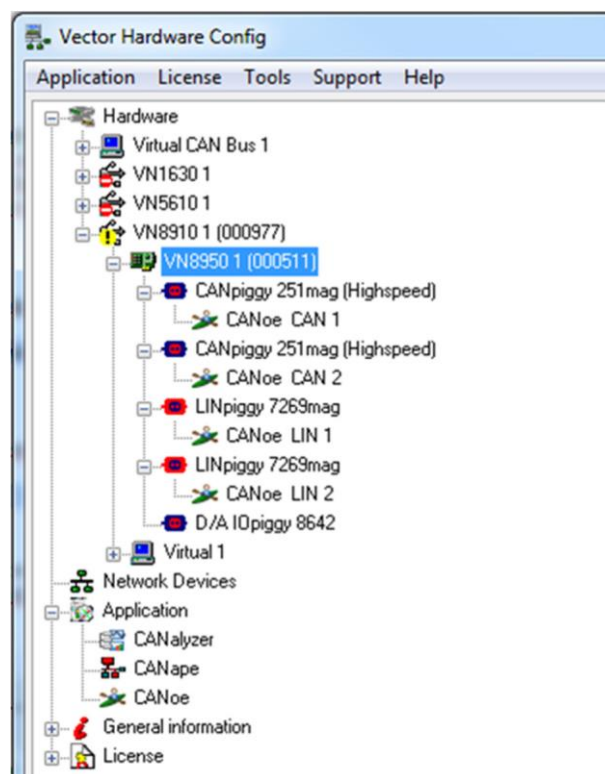 Vector Hardware Config
Application License Tools Support Help
Hardware
Virtual CAN Bus 1
VN1630 1
VN5610 1
VN8910 1 (000977)
VN8950 1 (000511)
CANpiggy 251mag (Highspeed)
CANoe CAN 1
CANpiggy 251mag (Highspeed)
CANoe CAN 2
LINpiggy 7269mag
CANoe LIN 1
LINpiggy 7269mag
CANoe LIN 2
D/A IOpiggy 8642
Virtual 1
Network Devices
Application
CANalyzer
CANape
CANoe
General information
License